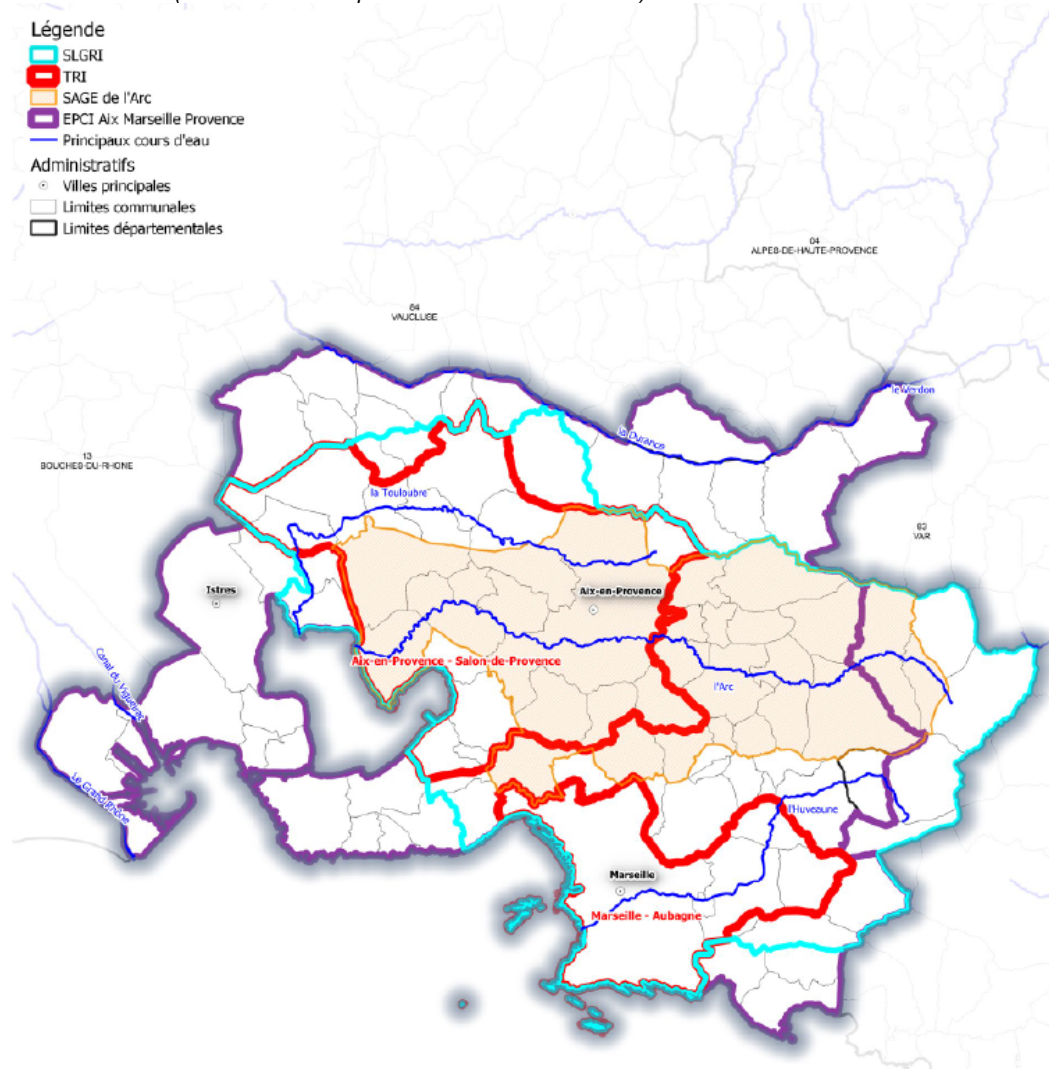 Légende
SLGRI
TRI
SAGE de l'Arc
EPCI Aix Marseille Provence
Principaux cours d'eau
Administratifs
Villes principales
Limites communales
Limites départementales
04
ALPES-DE-HAUTE-PROVENCE
84
VAUCLUSE
le Verdon
la Durance
13
BOUCHES-DU-RHONE
la Touloubre
83
VAR
Istres
Aix-en-Provence
Aix-en-Provence - Salon-de-Provence
l'Arc
Canal du Vigueirat
Le Grand Rhône
l'Huveaune
Marseille
Marseille - Aubagne